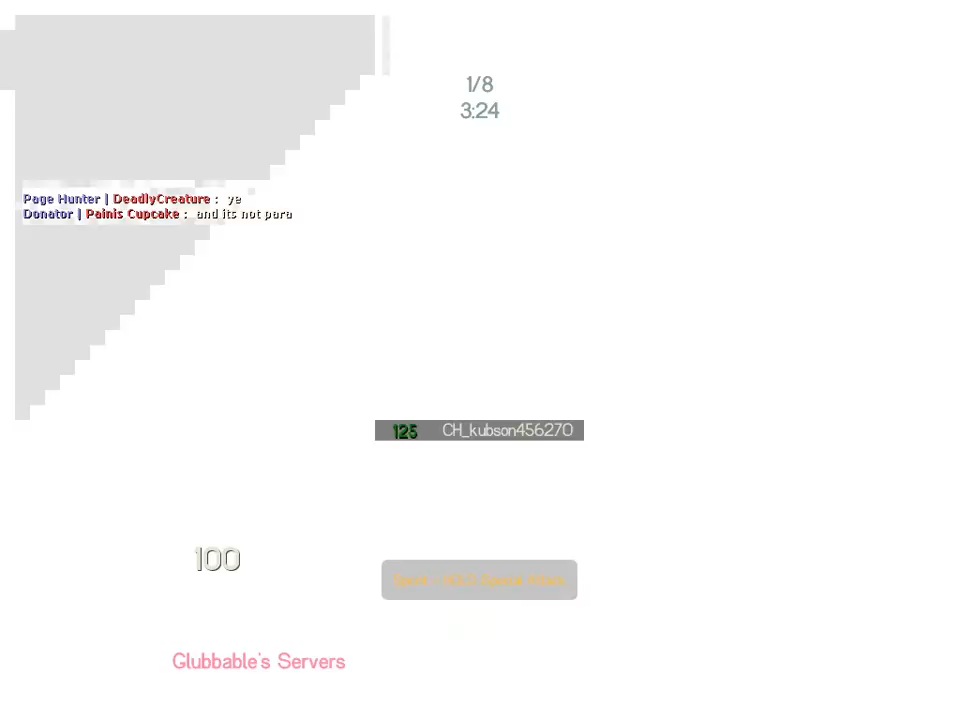 1/8
3:24
Page Hunter | DeadlyCreature : ye
Donator | Painis Cupcake : and its not para
125 CH_kubson456270
100
Glubbable's Servers